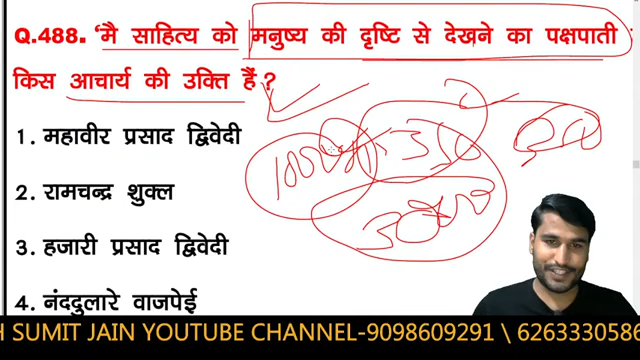 Q.488. ‘मै साहित्य को मनुष्य की दृष्टि से देखने का पक्षपाती
किस आचार्य की उक्ति हैं ?
1. महावीर प्रसाद द्विवेदी
2. रामचन्द्र शुक्ल
3. हजारी प्रसाद द्विवेदी
4. नंददुलारे वाजपेई
H SUMIT JAIN YOUTUBE CHANNEL-9098609291 \ 6263330586